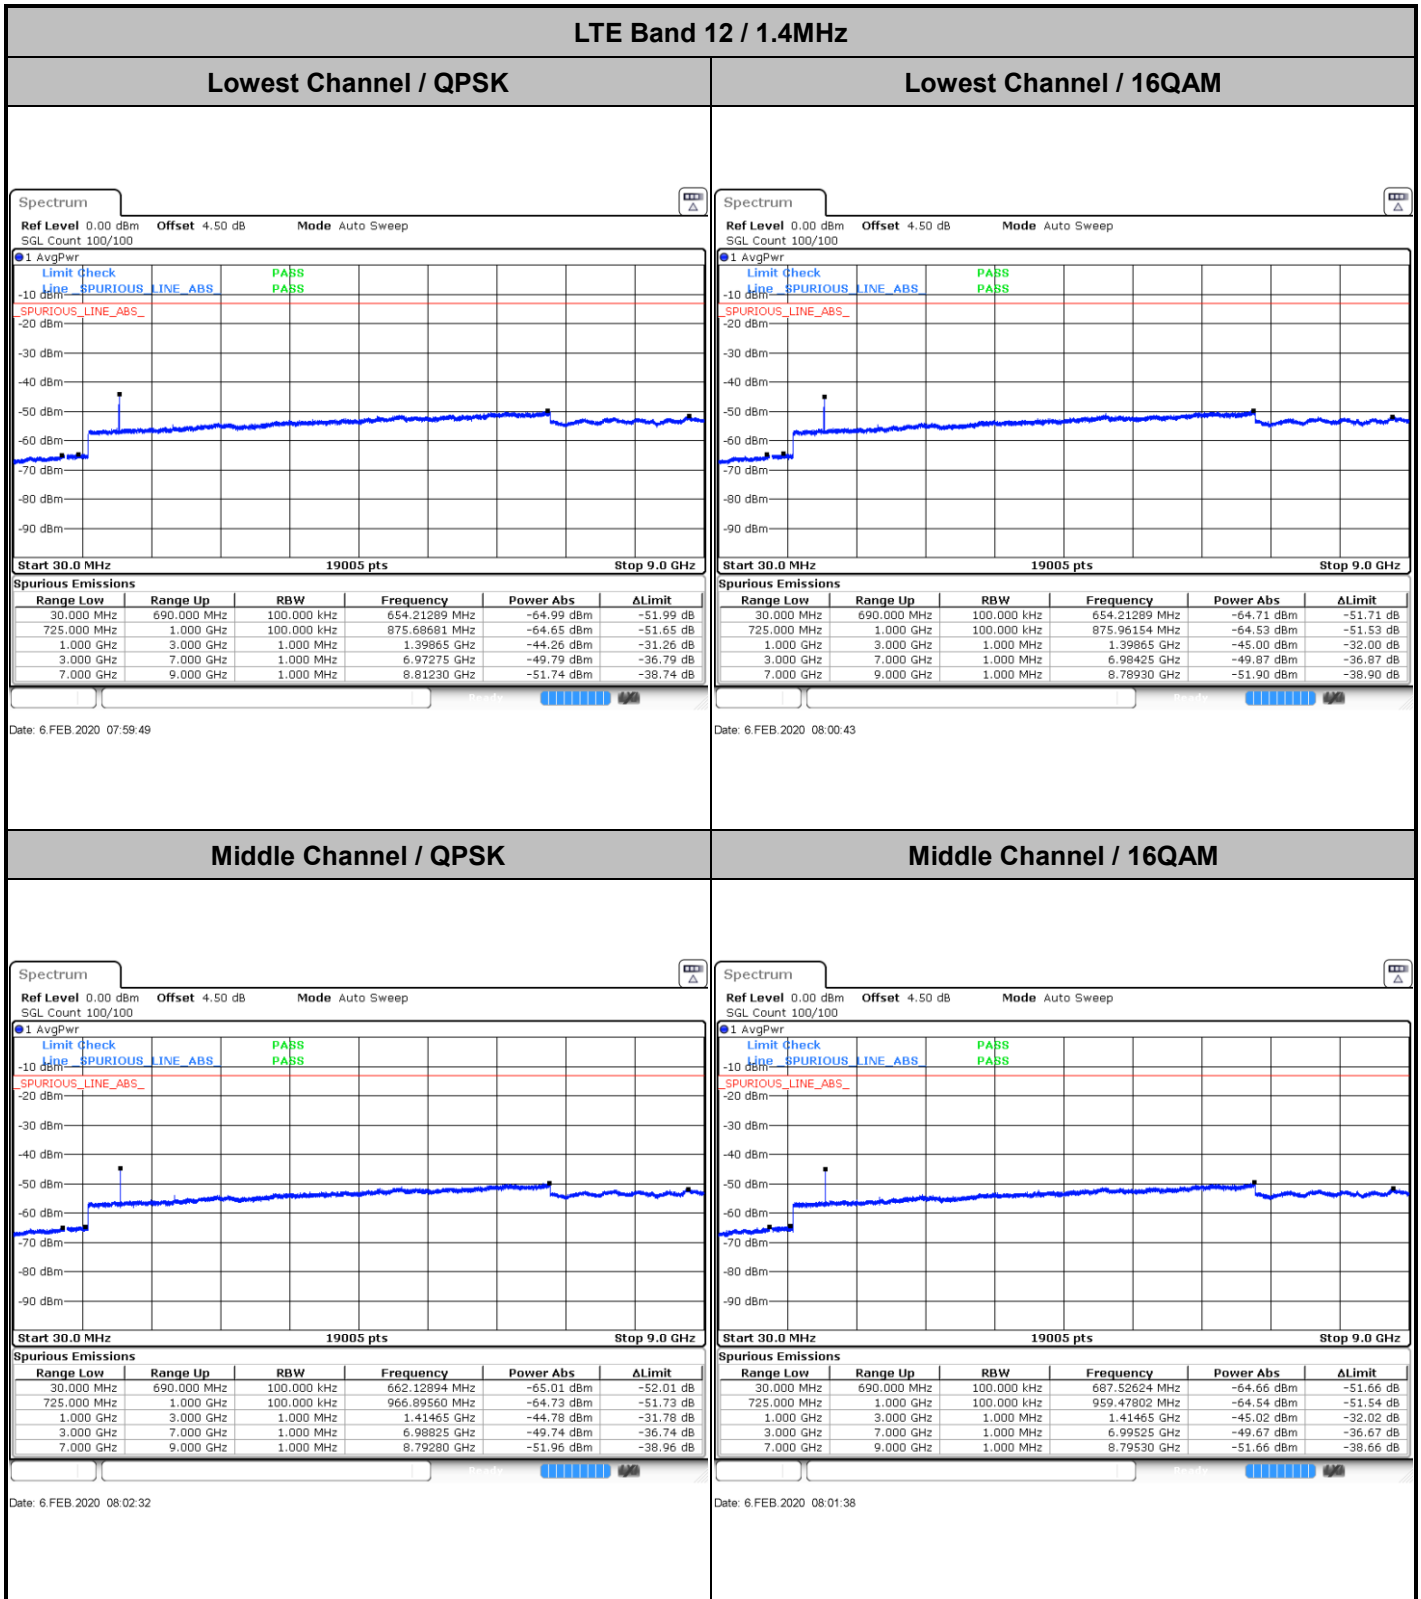 LTE Band 12 / 1.4MHz
Lowest Channel / QPSK
Lowest Channel / 16QAM
Spectrum
Ref Level 0.00 dBm Offset 4.50 dB Mode Auto Sweep
SGL Count 100/100
1 AvgPwr
Limit Check PASS
-10 dBm Line _SPURIOUS_LINE_ABS_ PASS
_SPURIOUS_LINE_ABS_
-20 dBm
-30 dBm
-40 dBm
-50 dBm
-60 dBm
-70 dBm
-80 dBm
-90 dBm
Start 30.0 MHz 19005 pts Stop 9.0 GHz
Spurious Emissions
Range Low Range Up RBW Frequency Power Abs ΔLimit
30.000 MHz 690.000 MHz 100.000 kHz 654.21289 MHz -64.99 dBm -51.99 dB
725.000 MHz 1.000 GHz 100.000 kHz 875.68681 MHz -64.65 dBm -51.65 dB
1.000 GHz 3.000 GHz 1.000 MHz 1.39865 GHz -44.26 dBm -31.26 dB
3.000 GHz 7.000 GHz 1.000 MHz 6.97275 GHz -49.79 dBm -36.79 dB
7.000 GHz 9.000 GHz 1.000 MHz 8.81230 GHz -51.74 dBm -38.74 dB
Ready
Date: 6.FEB.2020 07:59:49
Spectrum
Ref Level 0.00 dBm Offset 4.50 dB Mode Auto Sweep
SGL Count 100/100
1 AvgPwr
Limit Check PASS
-10 dBm Line _SPURIOUS_LINE_ABS_ PASS
_SPURIOUS_LINE_ABS_
-20 dBm
-30 dBm
-40 dBm
-50 dBm
-60 dBm
-70 dBm
-80 dBm
-90 dBm
Start 30.0 MHz 19005 pts Stop 9.0 GHz
Spurious Emissions
Range Low Range Up RBW Frequency Power Abs ΔLimit
30.000 MHz 690.000 MHz 100.000 kHz 654.21289 MHz -64.71 dBm -51.71 dB
725.000 MHz 1.000 GHz 100.000 kHz 875.96154 MHz -64.53 dBm -51.53 dB
1.000 GHz 3.000 GHz 1.000 MHz 1.39865 GHz -45.00 dBm -32.00 dB
3.000 GHz 7.000 GHz 1.000 MHz 6.98425 GHz -49.87 dBm -36.87 dB
7.000 GHz 9.000 GHz 1.000 MHz 8.78930 GHz -51.90 dBm -38.90 dB
Ready
Date: 6.FEB.2020 08:00:43
Middle Channel / QPSK
Middle Channel / 16QAM
Spectrum
Ref Level 0.00 dBm Offset 4.50 dB Mode Auto Sweep
SGL Count 100/100
1 AvgPwr
Limit Check PASS
-10 dBm Line _SPURIOUS_LINE_ABS_ PASS
_SPURIOUS_LINE_ABS_
-20 dBm
-30 dBm
-40 dBm
-50 dBm
-60 dBm
-70 dBm
-80 dBm
-90 dBm
Start 30.0 MHz 19005 pts Stop 9.0 GHz
Spurious Emissions
Range Low Range Up RBW Frequency Power Abs ΔLimit
30.000 MHz 690.000 MHz 100.000 kHz 662.12894 MHz -65.01 dBm -52.01 dB
725.000 MHz 1.000 GHz 100.000 kHz 966.89560 MHz -64.73 dBm -51.73 dB
1.000 GHz 3.000 GHz 1.000 MHz 1.41465 GHz -44.78 dBm -31.78 dB
3.000 GHz 7.000 GHz 1.000 MHz 6.98825 GHz -49.74 dBm -36.74 dB
7.000 GHz 9.000 GHz 1.000 MHz 8.79280 GHz -51.96 dBm -38.96 dB
Ready
Date: 6.FEB.2020 08:02:32
Spectrum
Ref Level 0.00 dBm Offset 4.50 dB Mode Auto Sweep
SGL Count 100/100
1 AvgPwr
Limit Check PASS
-10 dBm Line _SPURIOUS_LINE_ABS_ PASS
_SPURIOUS_LINE_ABS_
-20 dBm
-30 dBm
-40 dBm
-50 dBm
-60 dBm
-70 dBm
-80 dBm
-90 dBm
Start 30.0 MHz 19005 pts Stop 9.0 GHz
Spurious Emissions
Range Low Range Up RBW Frequency Power Abs ΔLimit
30.000 MHz 690.000 MHz 100.000 kHz 687.52624 MHz -64.66 dBm -51.66 dB
725.000 MHz 1.000 GHz 100.000 kHz 959.47802 MHz -64.54 dBm -51.54 dB
1.000 GHz 3.000 GHz 1.000 MHz 1.41465 GHz -45.02 dBm -32.02 dB
3.000 GHz 7.000 GHz 1.000 MHz 6.99525 GHz -49.67 dBm -36.67 dB
7.000 GHz 9.000 GHz 1.000 MHz 8.79530 GHz -51.66 dBm -38.66 dB
Ready
Date: 6.FEB.2020 08:01:38